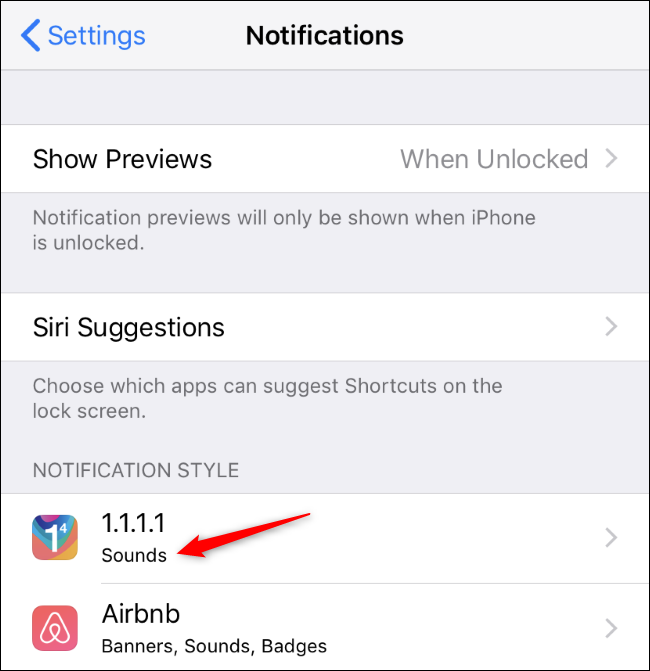 Settings
Notifications
Show Previews
When Unlocked
Notification previews will only be shown when iPhone
is unlocked.
Siri Suggestions
Choose which apps can suggest Shortcuts on the
lock screen.
NOTIFICATION STYLE
1⁴
1.1.1.1
Sounds
Airbnb
Banners, Sounds, Badges